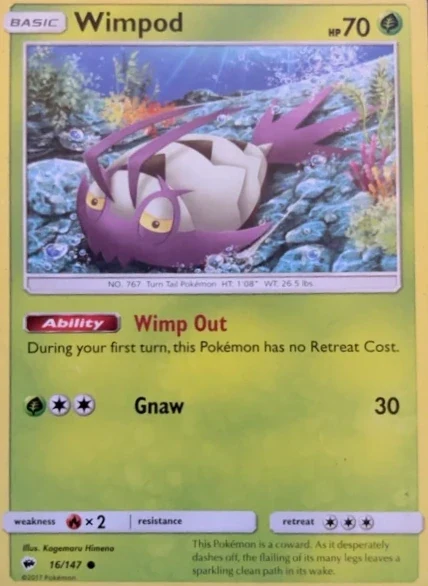 BASIC Wimpod HP70
NO. 767 Turn Tail Pokémon HT: 1'08" WT: 26.5 lbs.
Ability Wimp Out
During your first turn, this Pokémon has no Retreat Cost.
Gnaw 30
weakness ×2 resistance retreat
Illus. Kagemaru Himeno
16/147
©2017 Pokémon
This Pokémon is a coward. As it desperately
dashes off, the flailing of its many legs leaves a
sparkling clean path in its wake.